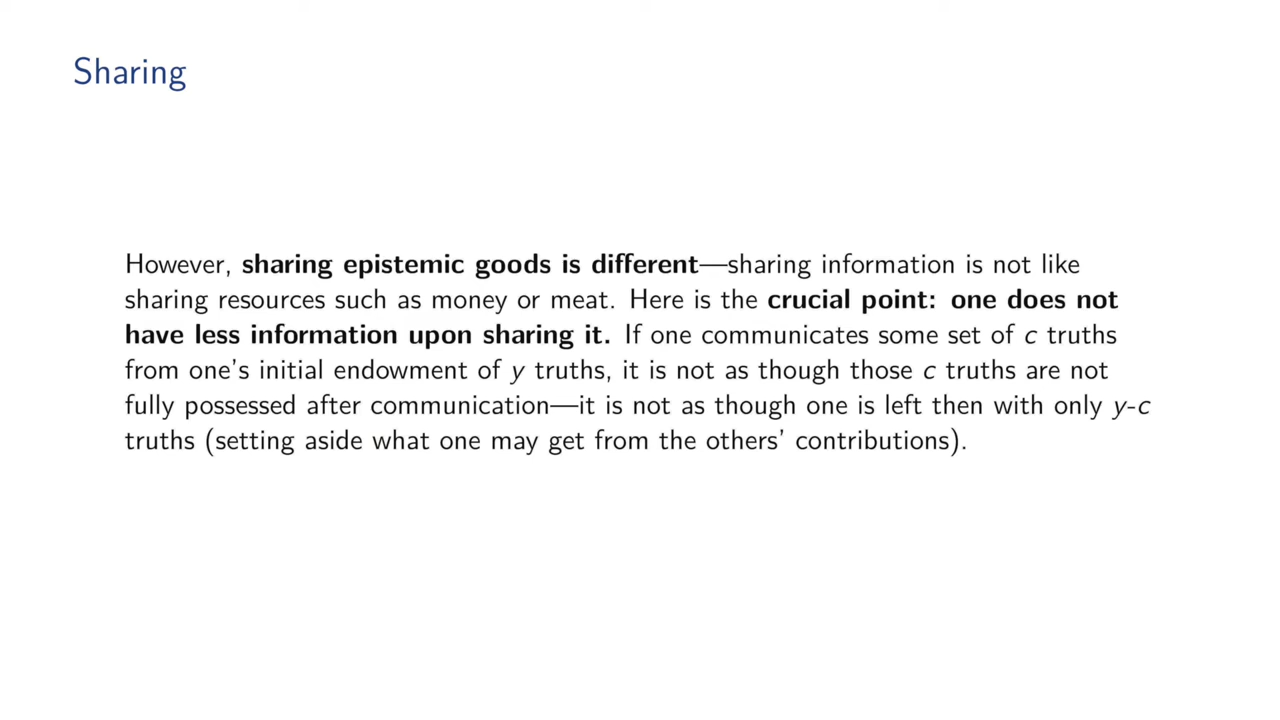 Sharing
However, sharing epistemic goods is different—sharing information is not like
sharing resources such as money or meat. Here is the crucial point: one does not
have less information upon sharing it. If one communicates some set of c truths
from one's initial endowment of y truths, it is not as though those c truths are not
fully possessed after communication—it is not as though one is left then with only y-c
truths (setting aside what one may get from the others' contributions).